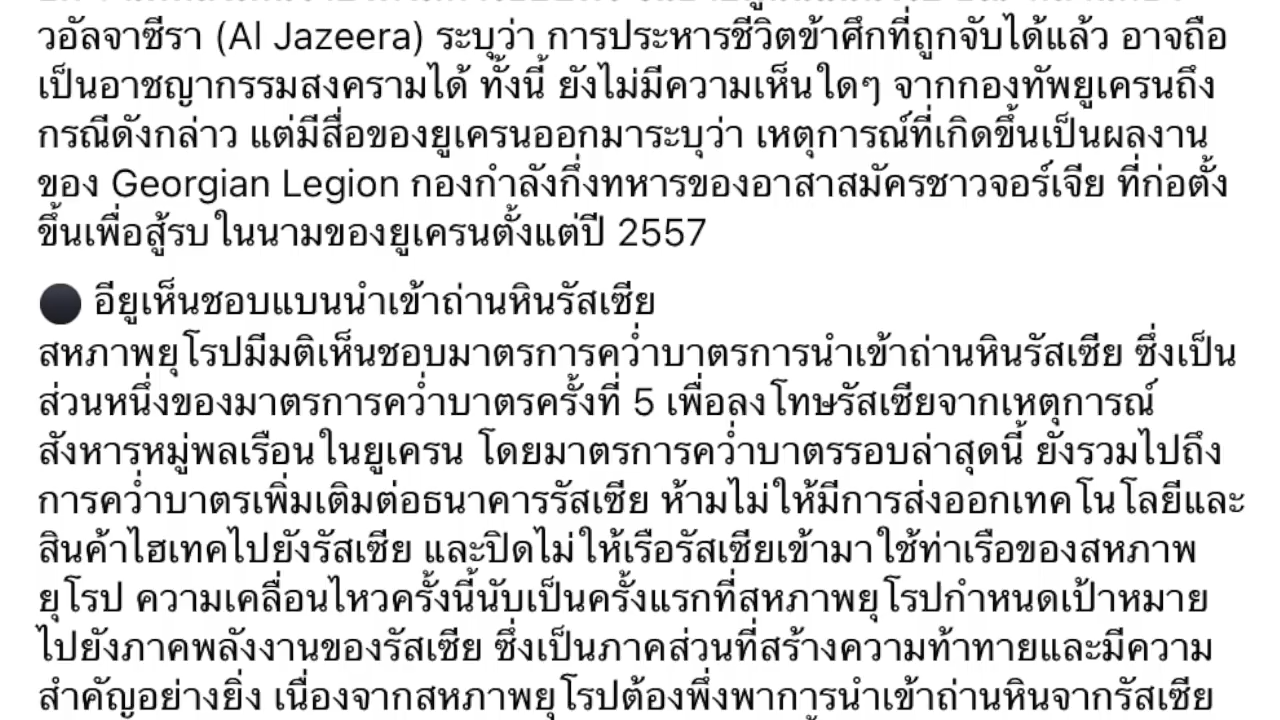 วอัลจาซีรา (Al Jazeera) ระบุว่า การประหารชีวิตข้าศึกที่ถูกจับได้แล้ว อาจถือ
เป็นอาชญากรรมสงครามได้ ทั้งนี้ ยังไม่มีความเห็นใดๆ จากกองทัพยูเครนถึง
กรณีดังกล่าว แต่มีสื่อของยูเครนออกมาระบุว่า เหตุการณ์ที่เกิดขึ้นเป็นผลงาน
ของ Georgian Legion กองกำลังกึ่งทหารของอาสาสมัครชาวจอร์เจีย ที่ก่อตั้ง
ขึ้นเพื่อสู้รบในนามของยูเครนตั้งแต่ปี 2557
อียูเห็นชอบแบนนำเข้าถ่านหินรัสเซีย
สหภาพยุโรปมีมติเห็นชอบมาตรการคว่ำบาตรการนำเข้าถ่านหินรัสเซีย ซึ่งเป็น
ส่วนหนึ่งของมาตรการคว่ำบาตรครั้งที่ 5 เพื่อลงโทษรัสเซียจากเหตุการณ์
สังหารหมู่พลเรือนในยูเครน โดยมาตรการคว่ำบาตรรอบล่าสุดนี้ ยังรวมไปถึง
การคว่ำบาตรเพิ่มเติมต่อธนาคารรัสเซีย ห้ามไม่ให้มีการส่งออกเทคโนโลยีและ
สินค้าไฮเทคไปยังรัสเซีย และปิดไม่ให้เรือรัสเซียเข้ามาใช้ท่าเรือของสหภาพ
ยุโรป ความเคลื่อนไหวครั้งนี้นับเป็นครั้งแรกที่สหภาพยุโรปกำหนดเป้าหมาย
ไปยังภาคพลังงานของรัสเซีย ซึ่งเป็นภาคส่วนที่สร้างความท้าทายและมีความ
สำคัญอย่างยิ่ง เนื่องจากสหภาพยุโรปต้องพึ่งพาการนำเข้าถ่านหินจากรัสเซีย